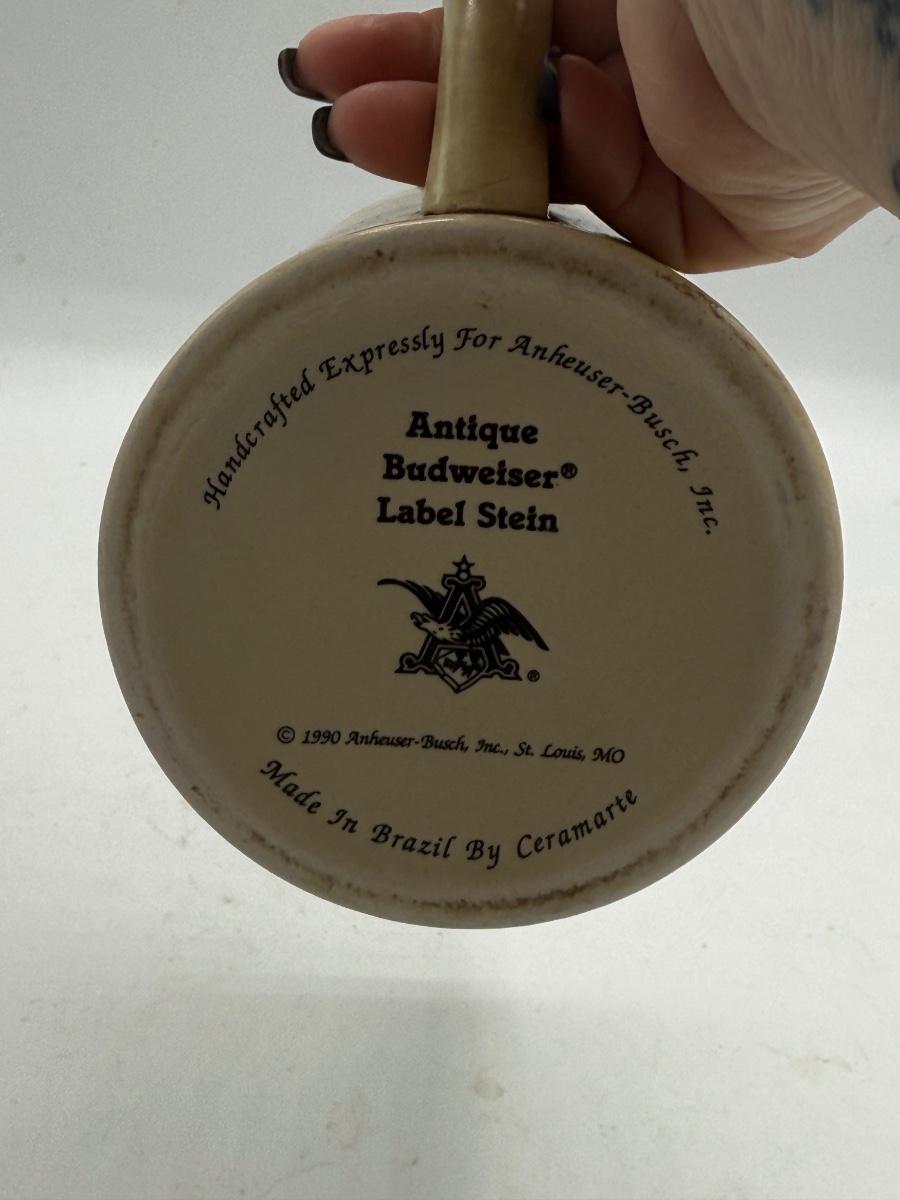 Handcrafted Expressly For Anheuser-Busch, Inc.
Antique
Budweiser®
Label Stein
A
®
© 1990 Anheuser-Busch, Inc., St. Louis, MO
Made In Brazil By Ceramarte